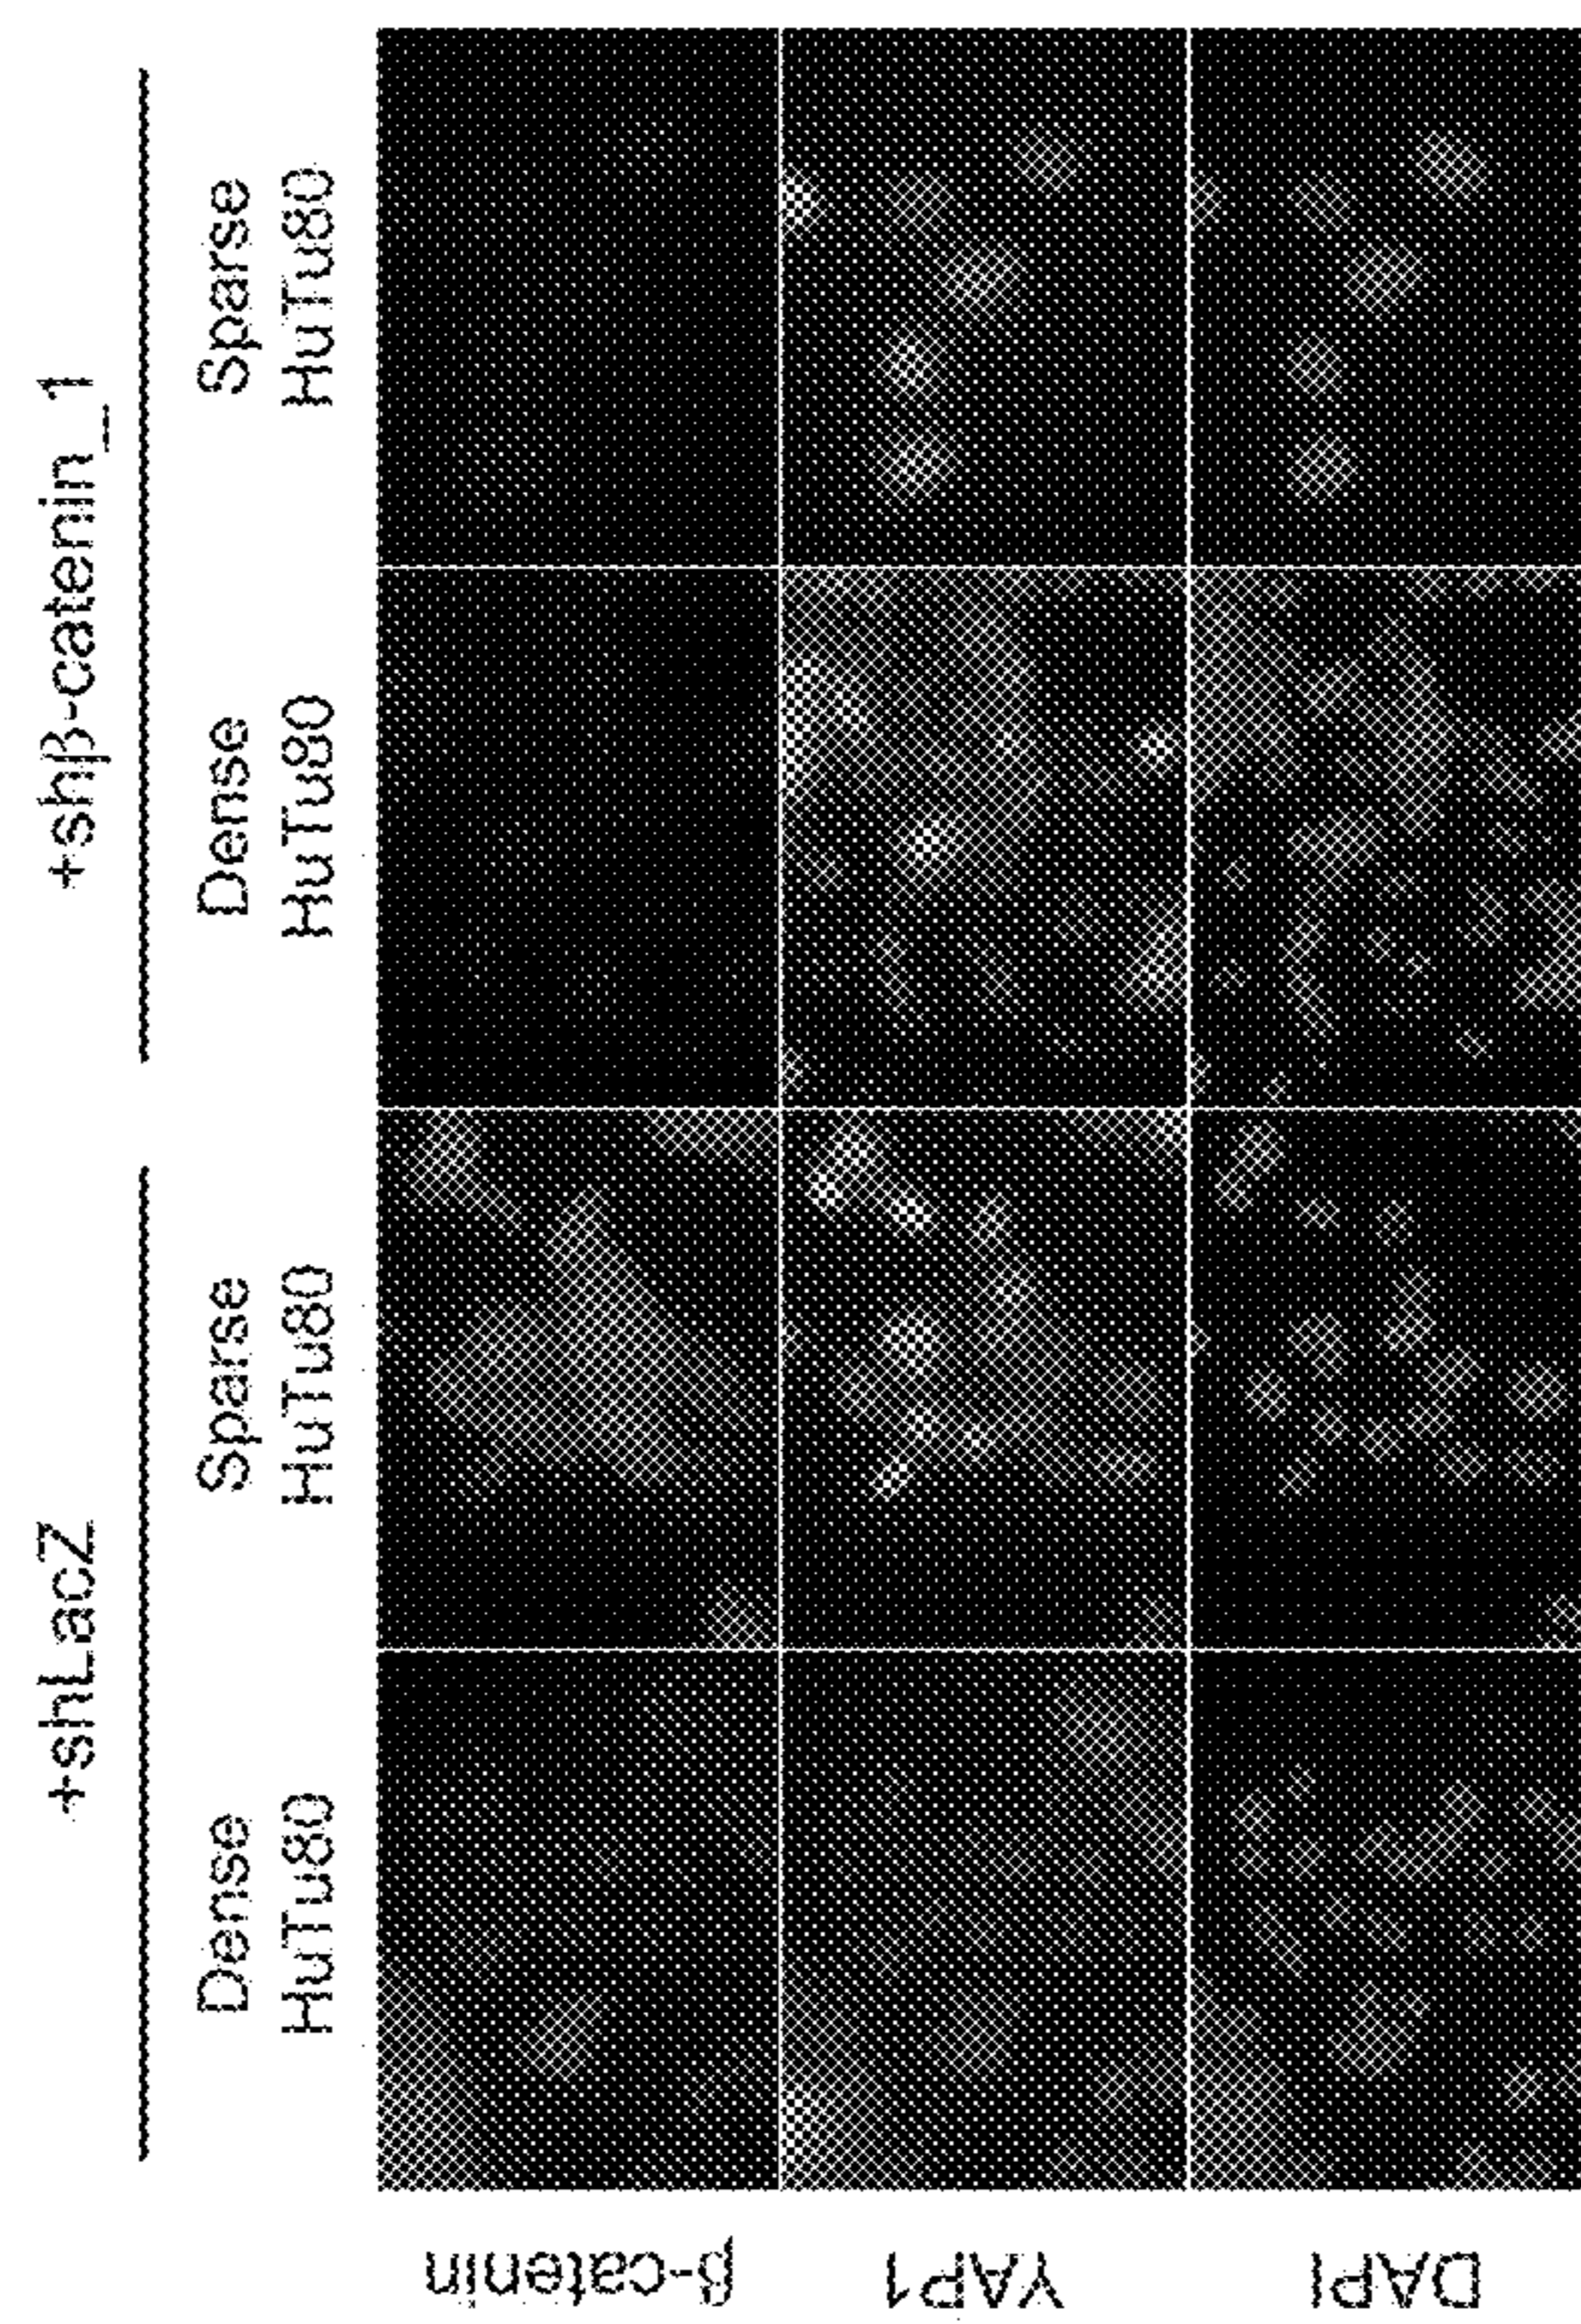 +shLacZ
+shβ-catenin_1
Dense
HuTu80
Sparse
HuTu80
Dense
HuTu80
Sparse
HuTu80
β-catenin
YAP1
DAPI